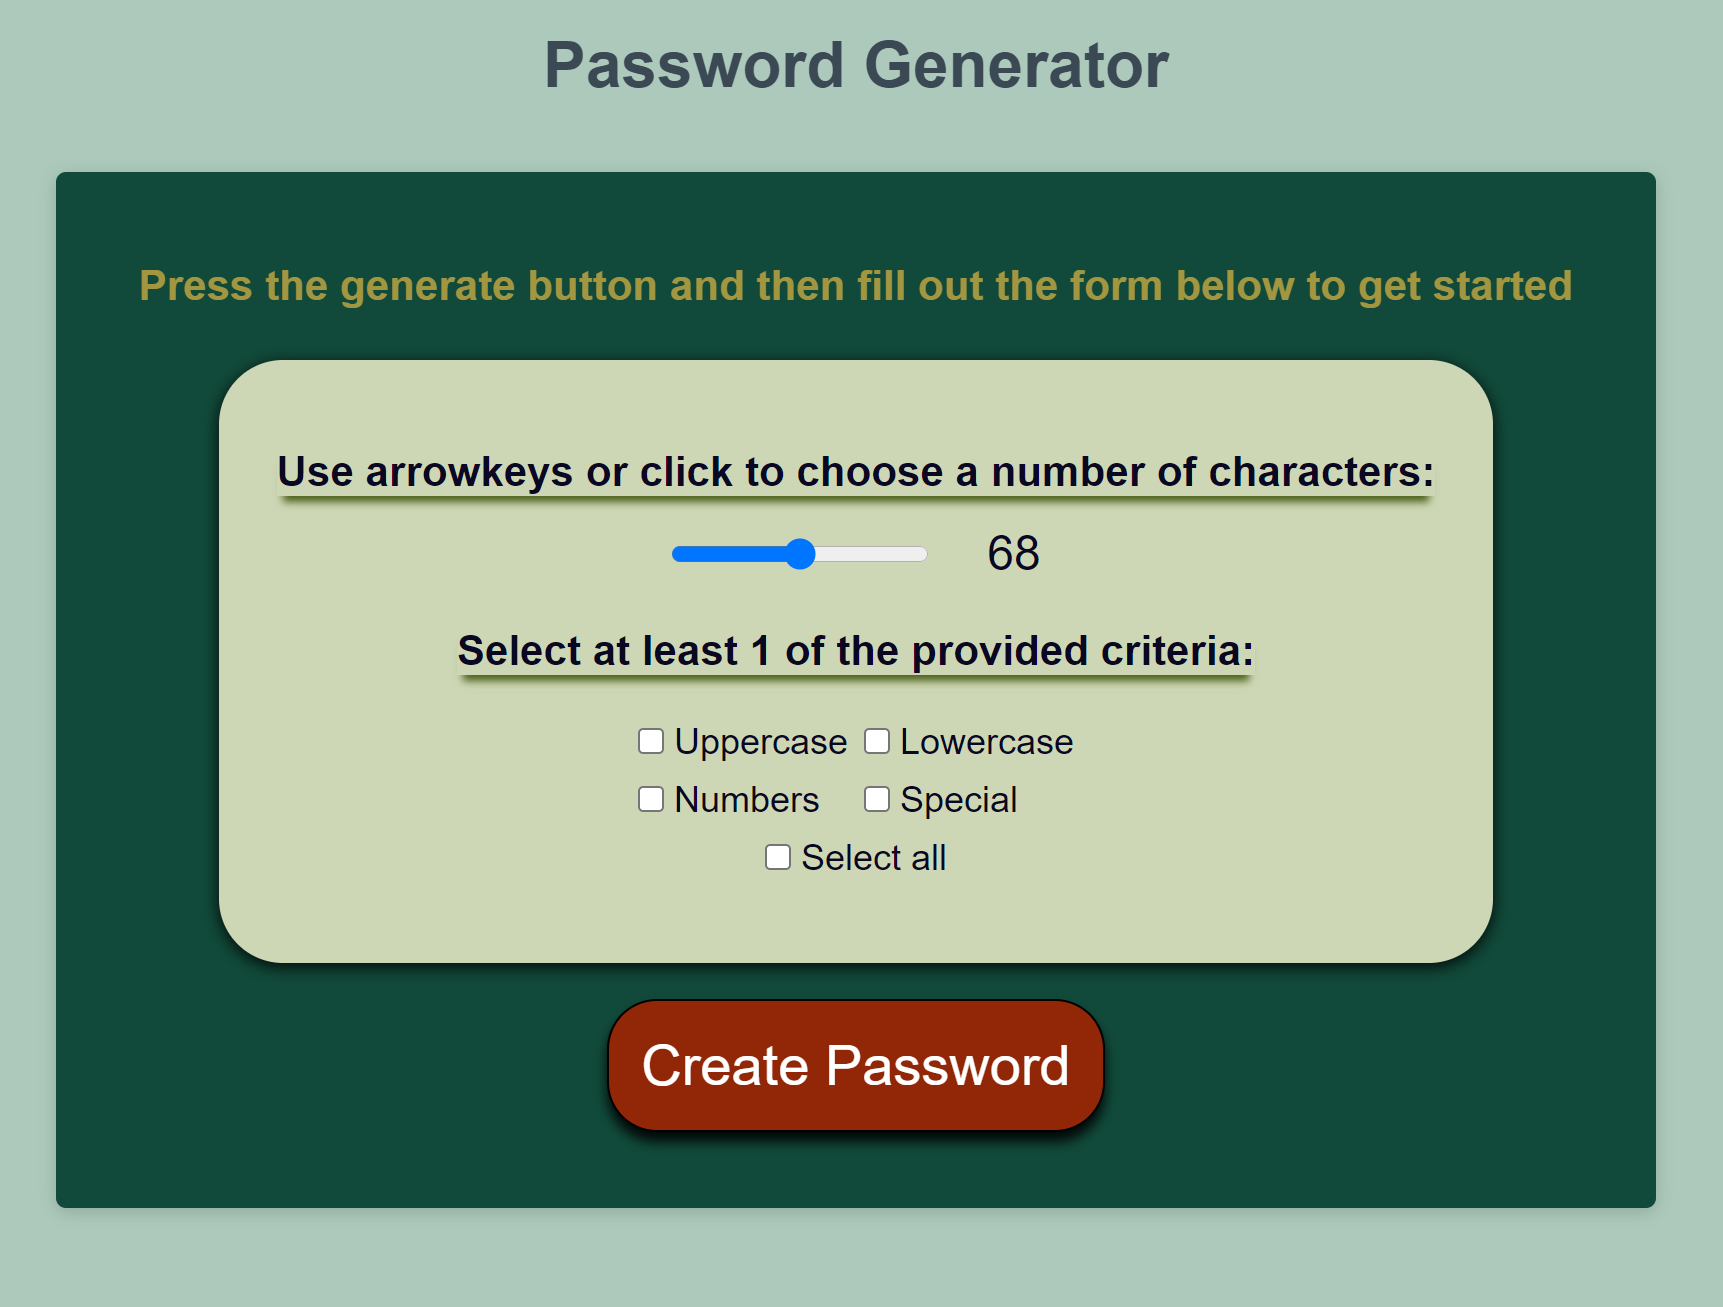 Password Generator
Press the generate button and then fill out the form below to get started
Use arrowkeys or click to choose a number of characters:
68
Select at least 1 of the provided criteria:
Uppercase Lowercase
Numbers Special
Select all
Create Password